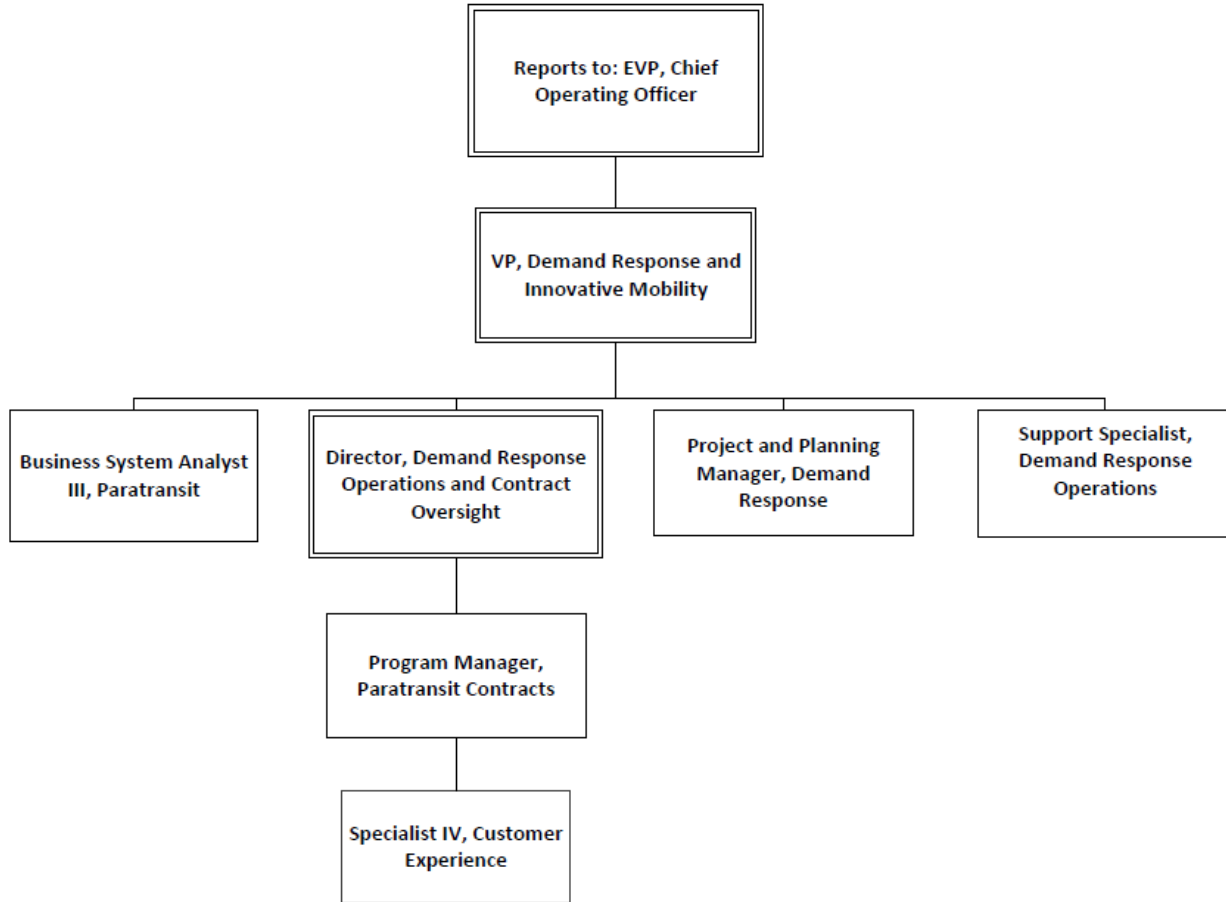 Reports to: EVP, Chief
Operating Officer
VP, Demand Response and
Innovative Mobility
Business System Analyst
III, Paratransit
Director, Demand Response
Operations and Contract
Oversight
Project and Planning
Manager, Demand
Response
Support Specialist,
Demand Response
Operations
Program Manager,
Paratransit Contracts
Specialist IV, Customer
Experience